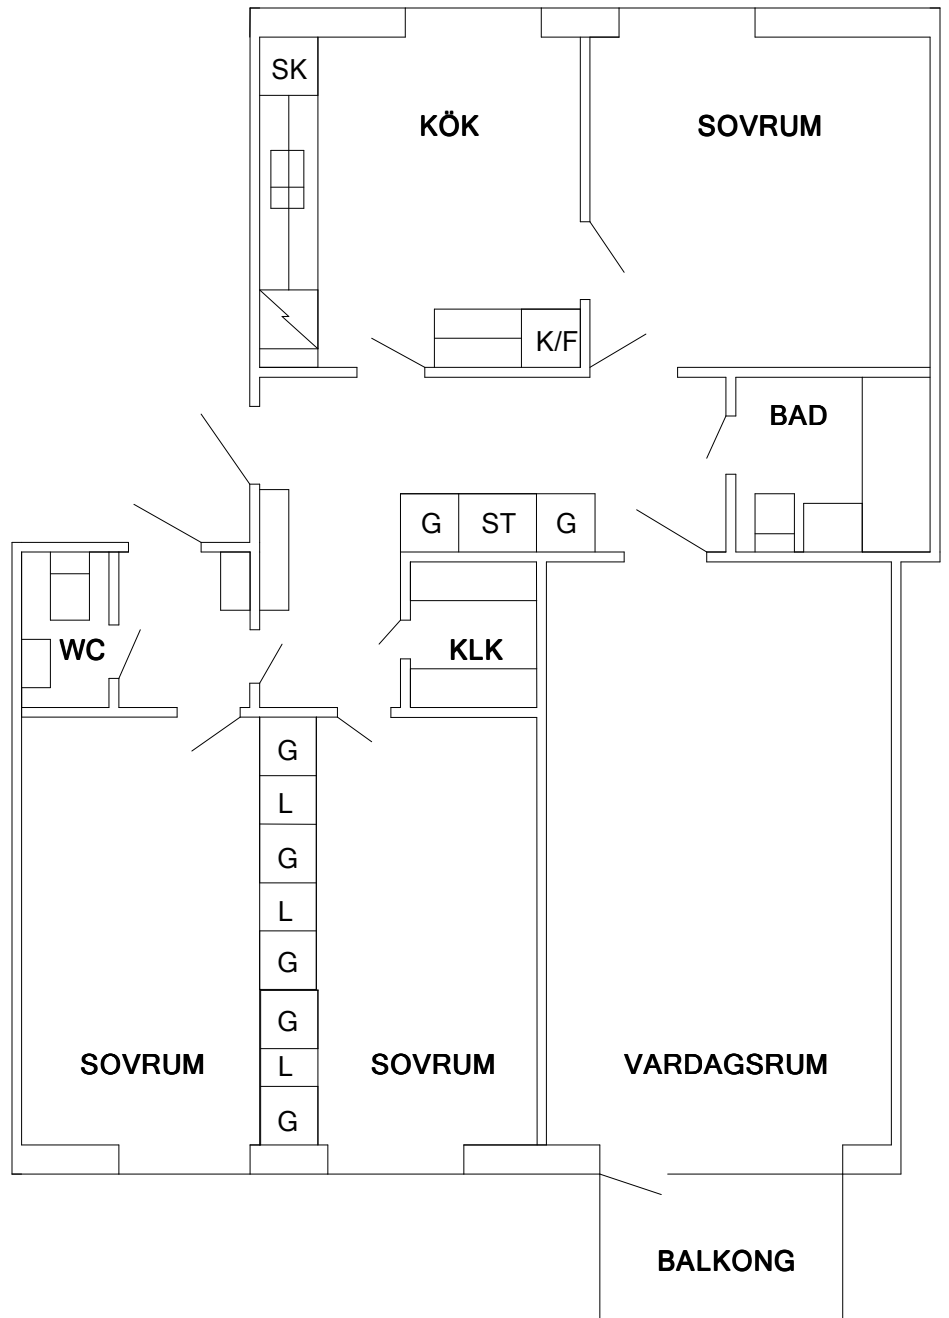 SK
KÖK
SOVRUM
K/F
BAD
G
ST
G
WC
KLK
G
L
G
L
G
G
L
G
SOVRUM
SOVRUM
VARDAGSRUM
BALKONG